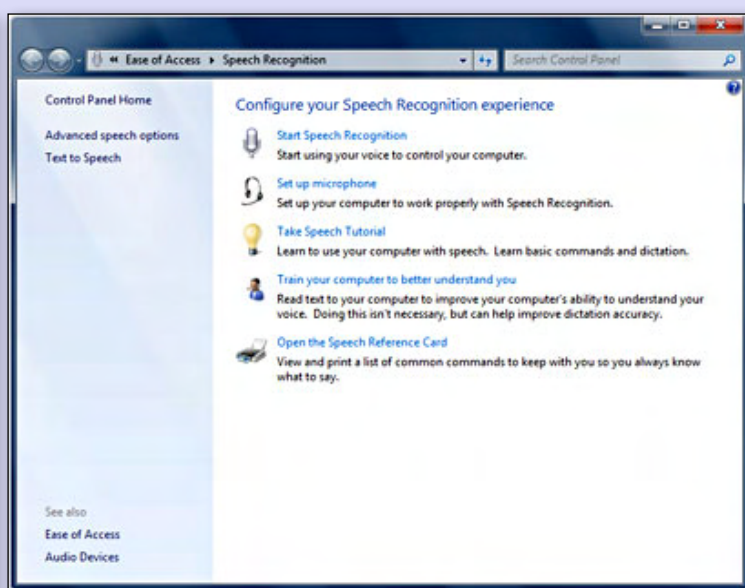 « Ease of Access ▸ Speech Recognition
Search Control Panel
Control Panel Home
Advanced speech options
Text to Speech
Configure your Speech Recognition experience
Start Speech Recognition
Start using your voice to control your computer.
Set up microphone
Set up your computer to work properly with Speech Recognition.
Take Speech Tutorial
Learn to use your computer with speech. Learn basic commands and dictation.
Train your computer to better understand you
Read text to your computer to improve your computer's ability to understand your
voice. Doing this isn't necessary, but can help improve dictation accuracy.
Open the Speech Reference Card
View and print a list of common commands to keep with you so you always know
what to say.
See also
Ease of Access
Audio Devices